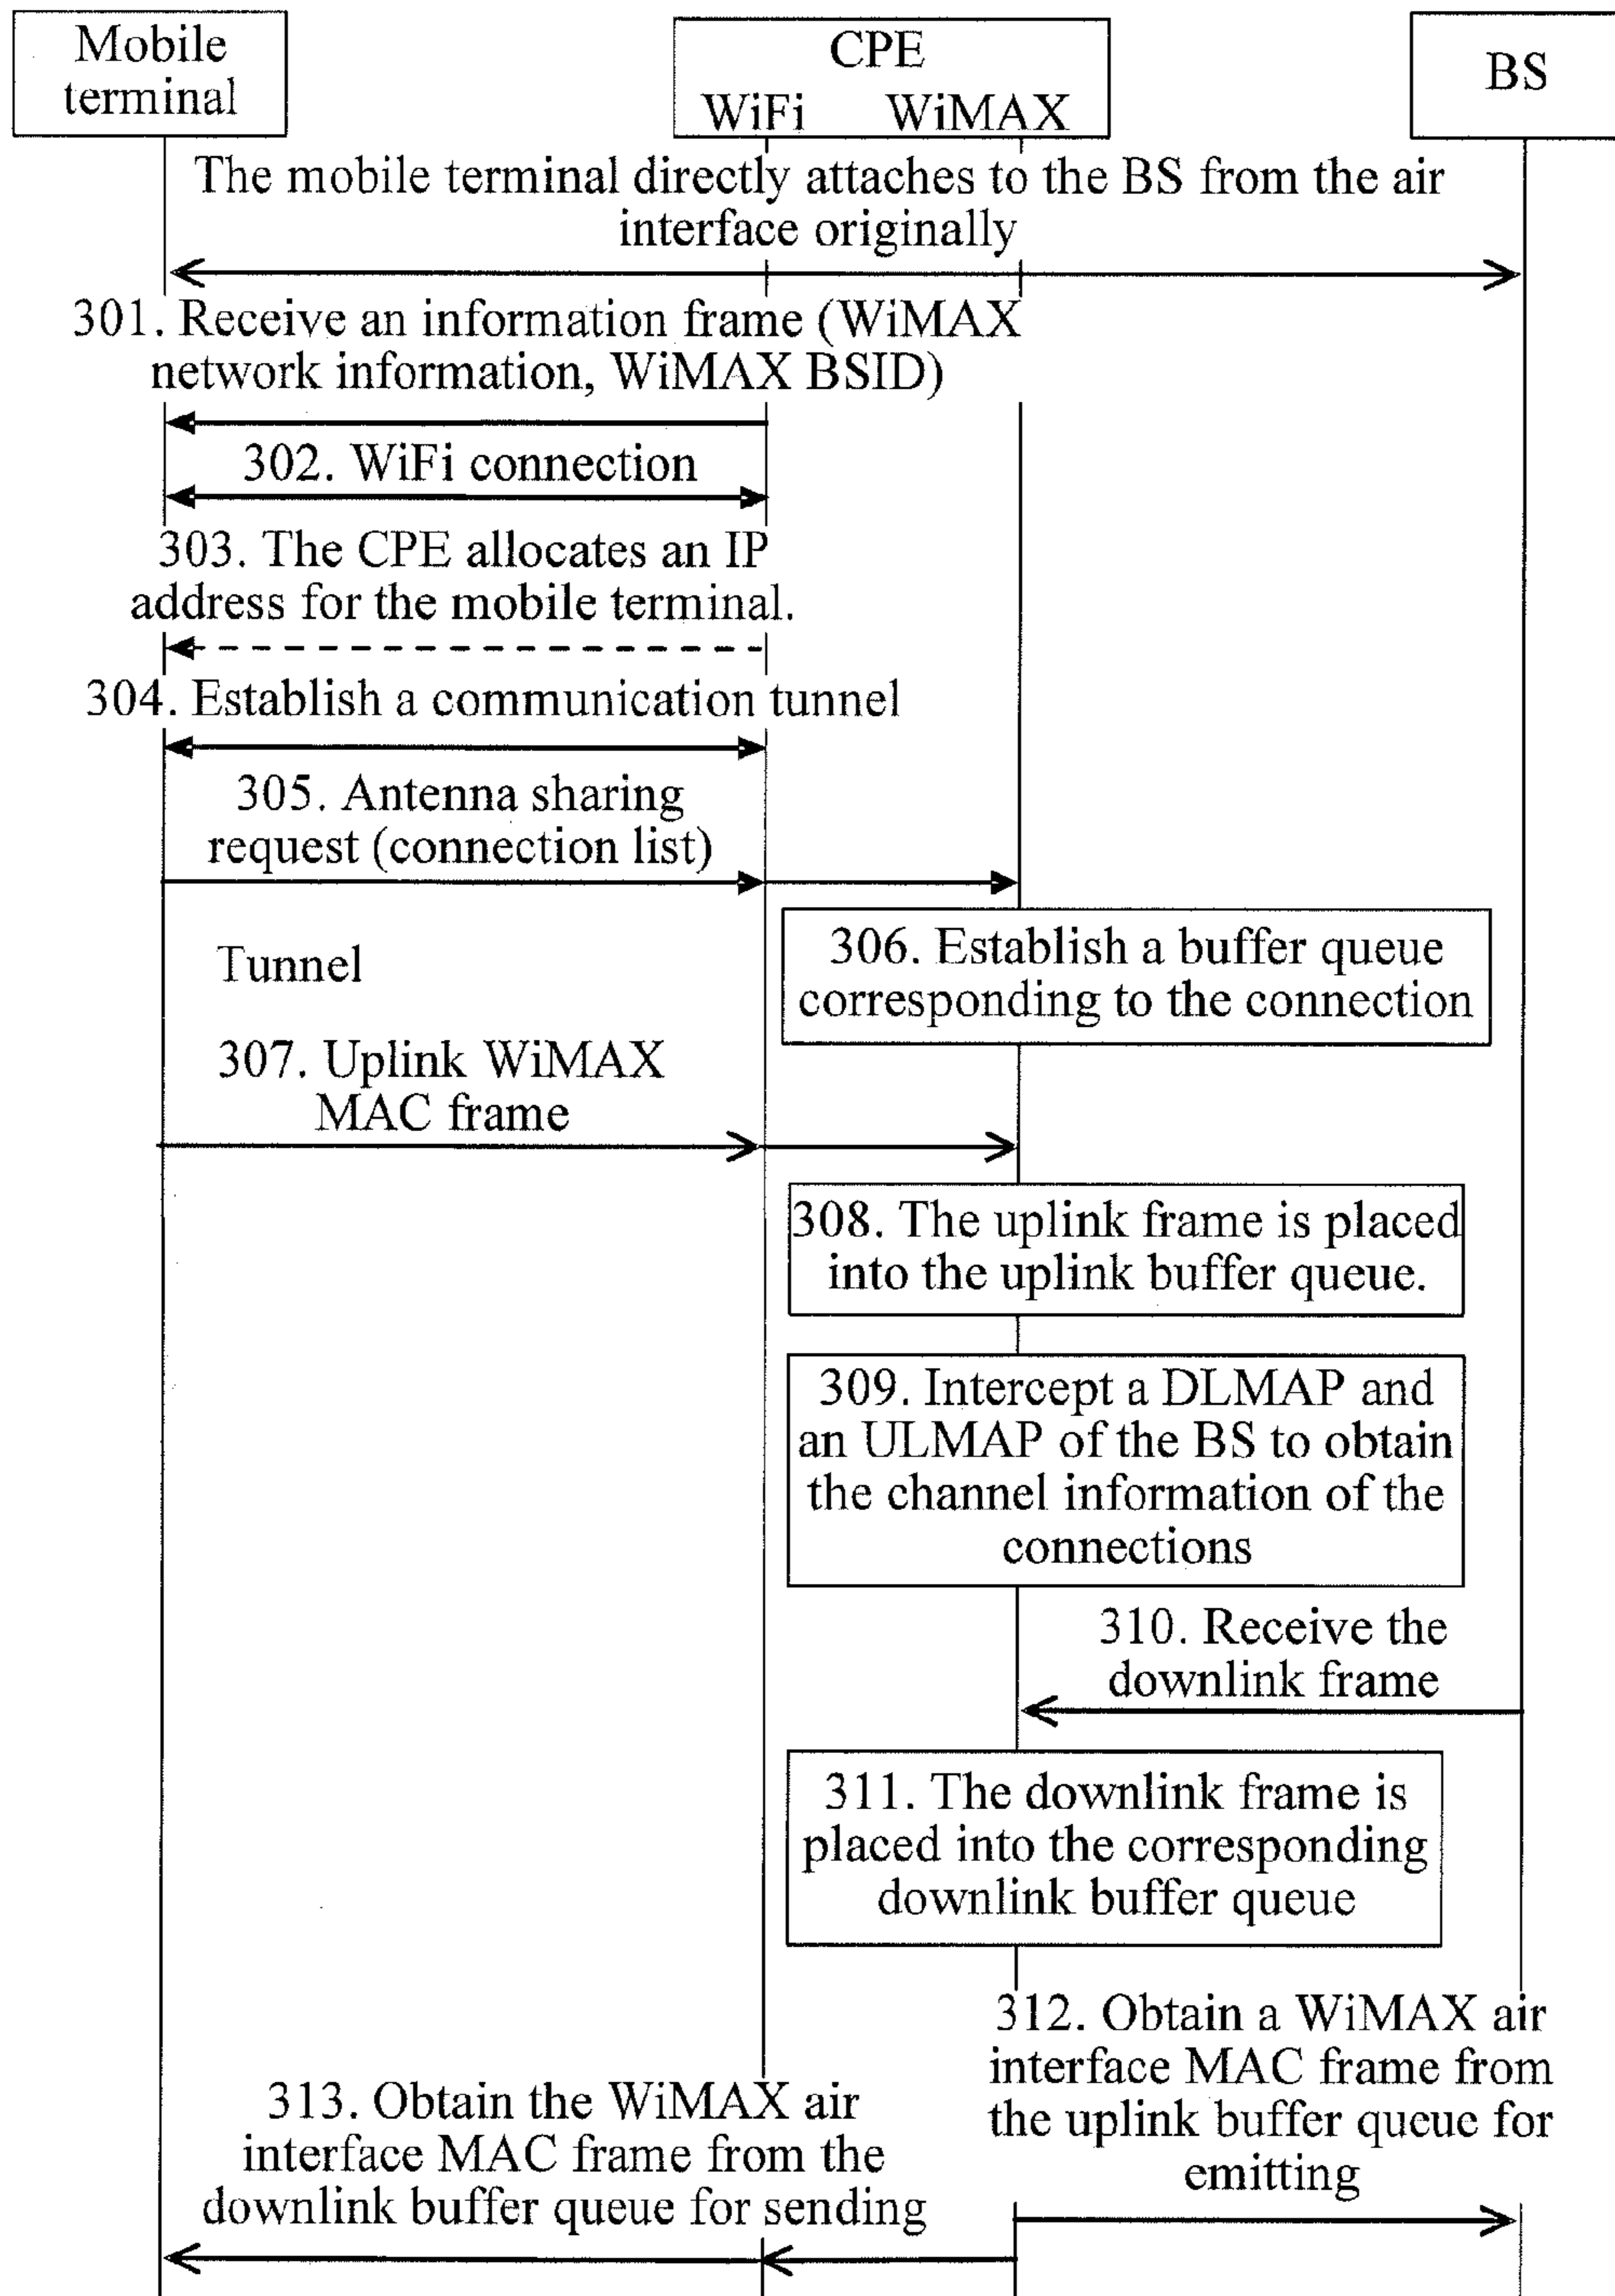 Mobile
terminal
CPE
WiFi WiMAX
BS
The mobile terminal directly attaches to the BS from the air
interface originally
301. Receive an information frame (WiMAX
network information, WiMAX BSID)
302. WiFi connection
303. The CPE allocates an IP
address for the mobile terminal.
304. Establish a communication tunnel
305. Antenna sharing
request (connection list)
306. Establish a buffer queue
corresponding to the connection
Tunnel
307. Uplink WiMAX
MAC frame
308. The uplink frame is placed
into the uplink buffer queue.
309. Intercept a DLMAP and
an ULMAP of the BS to obtain
the channel information of the
connections
310. Receive the
downlink frame
311. The downlink frame is
placed into the corresponding
downlink buffer queue
312. Obtain a WiMAX air
interface MAC frame from
the uplink buffer queue for
emitting
313. Obtain the WiMAX air
interface MAC frame from the
downlink buffer queue for sending